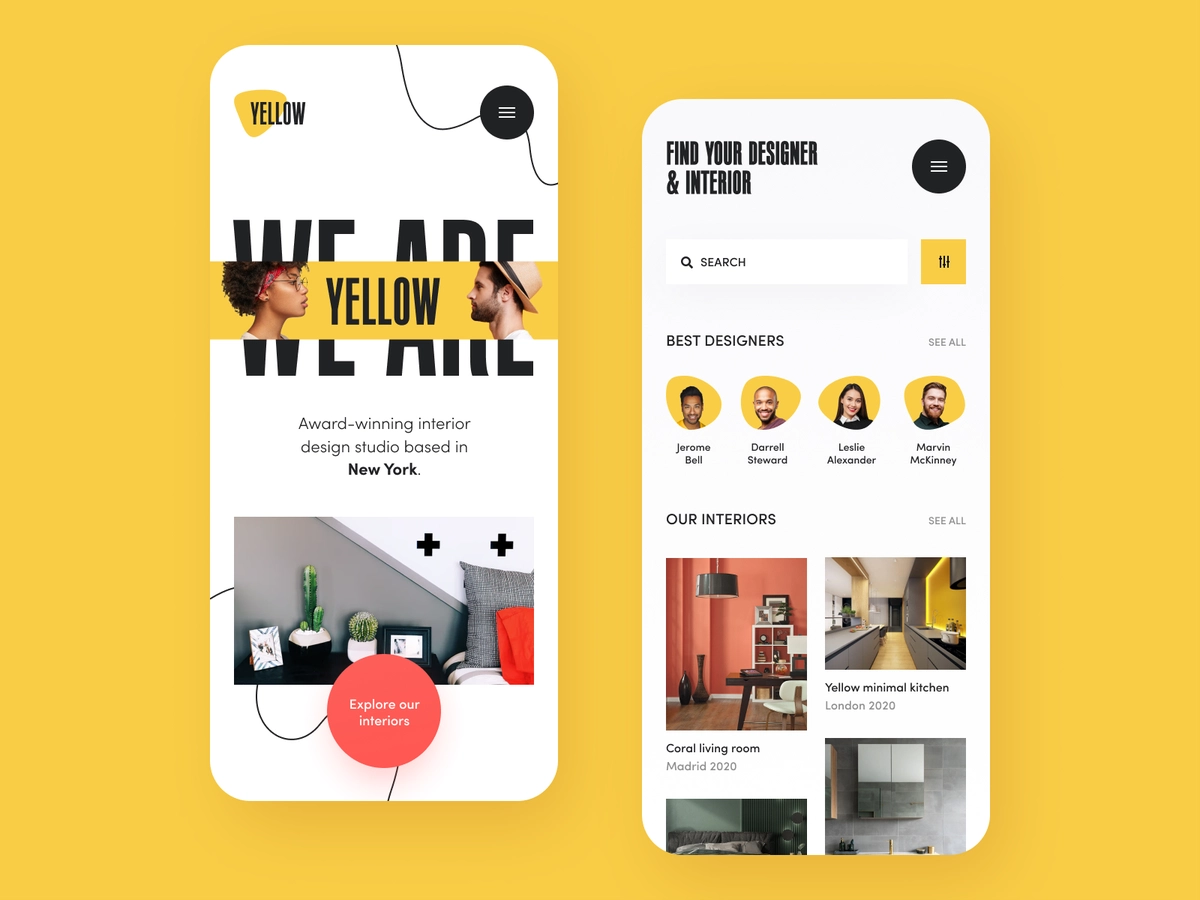 YELLOW
WE ARE
YELLOW
WE ARE
Award-winning interior
design studio based in
New York.
Explore our
interiors
FIND YOUR DESIGNER
& INTERIOR
SEARCH
BEST DESIGNERS
SEE ALL
Jerome
Bell
Darrell
Steward
Leslie
Alexander
Marvin
McKinney
OUR INTERIORS
SEE ALL
Coral living room
Madrid 2020
Yellow minimal kitchen
London 2020